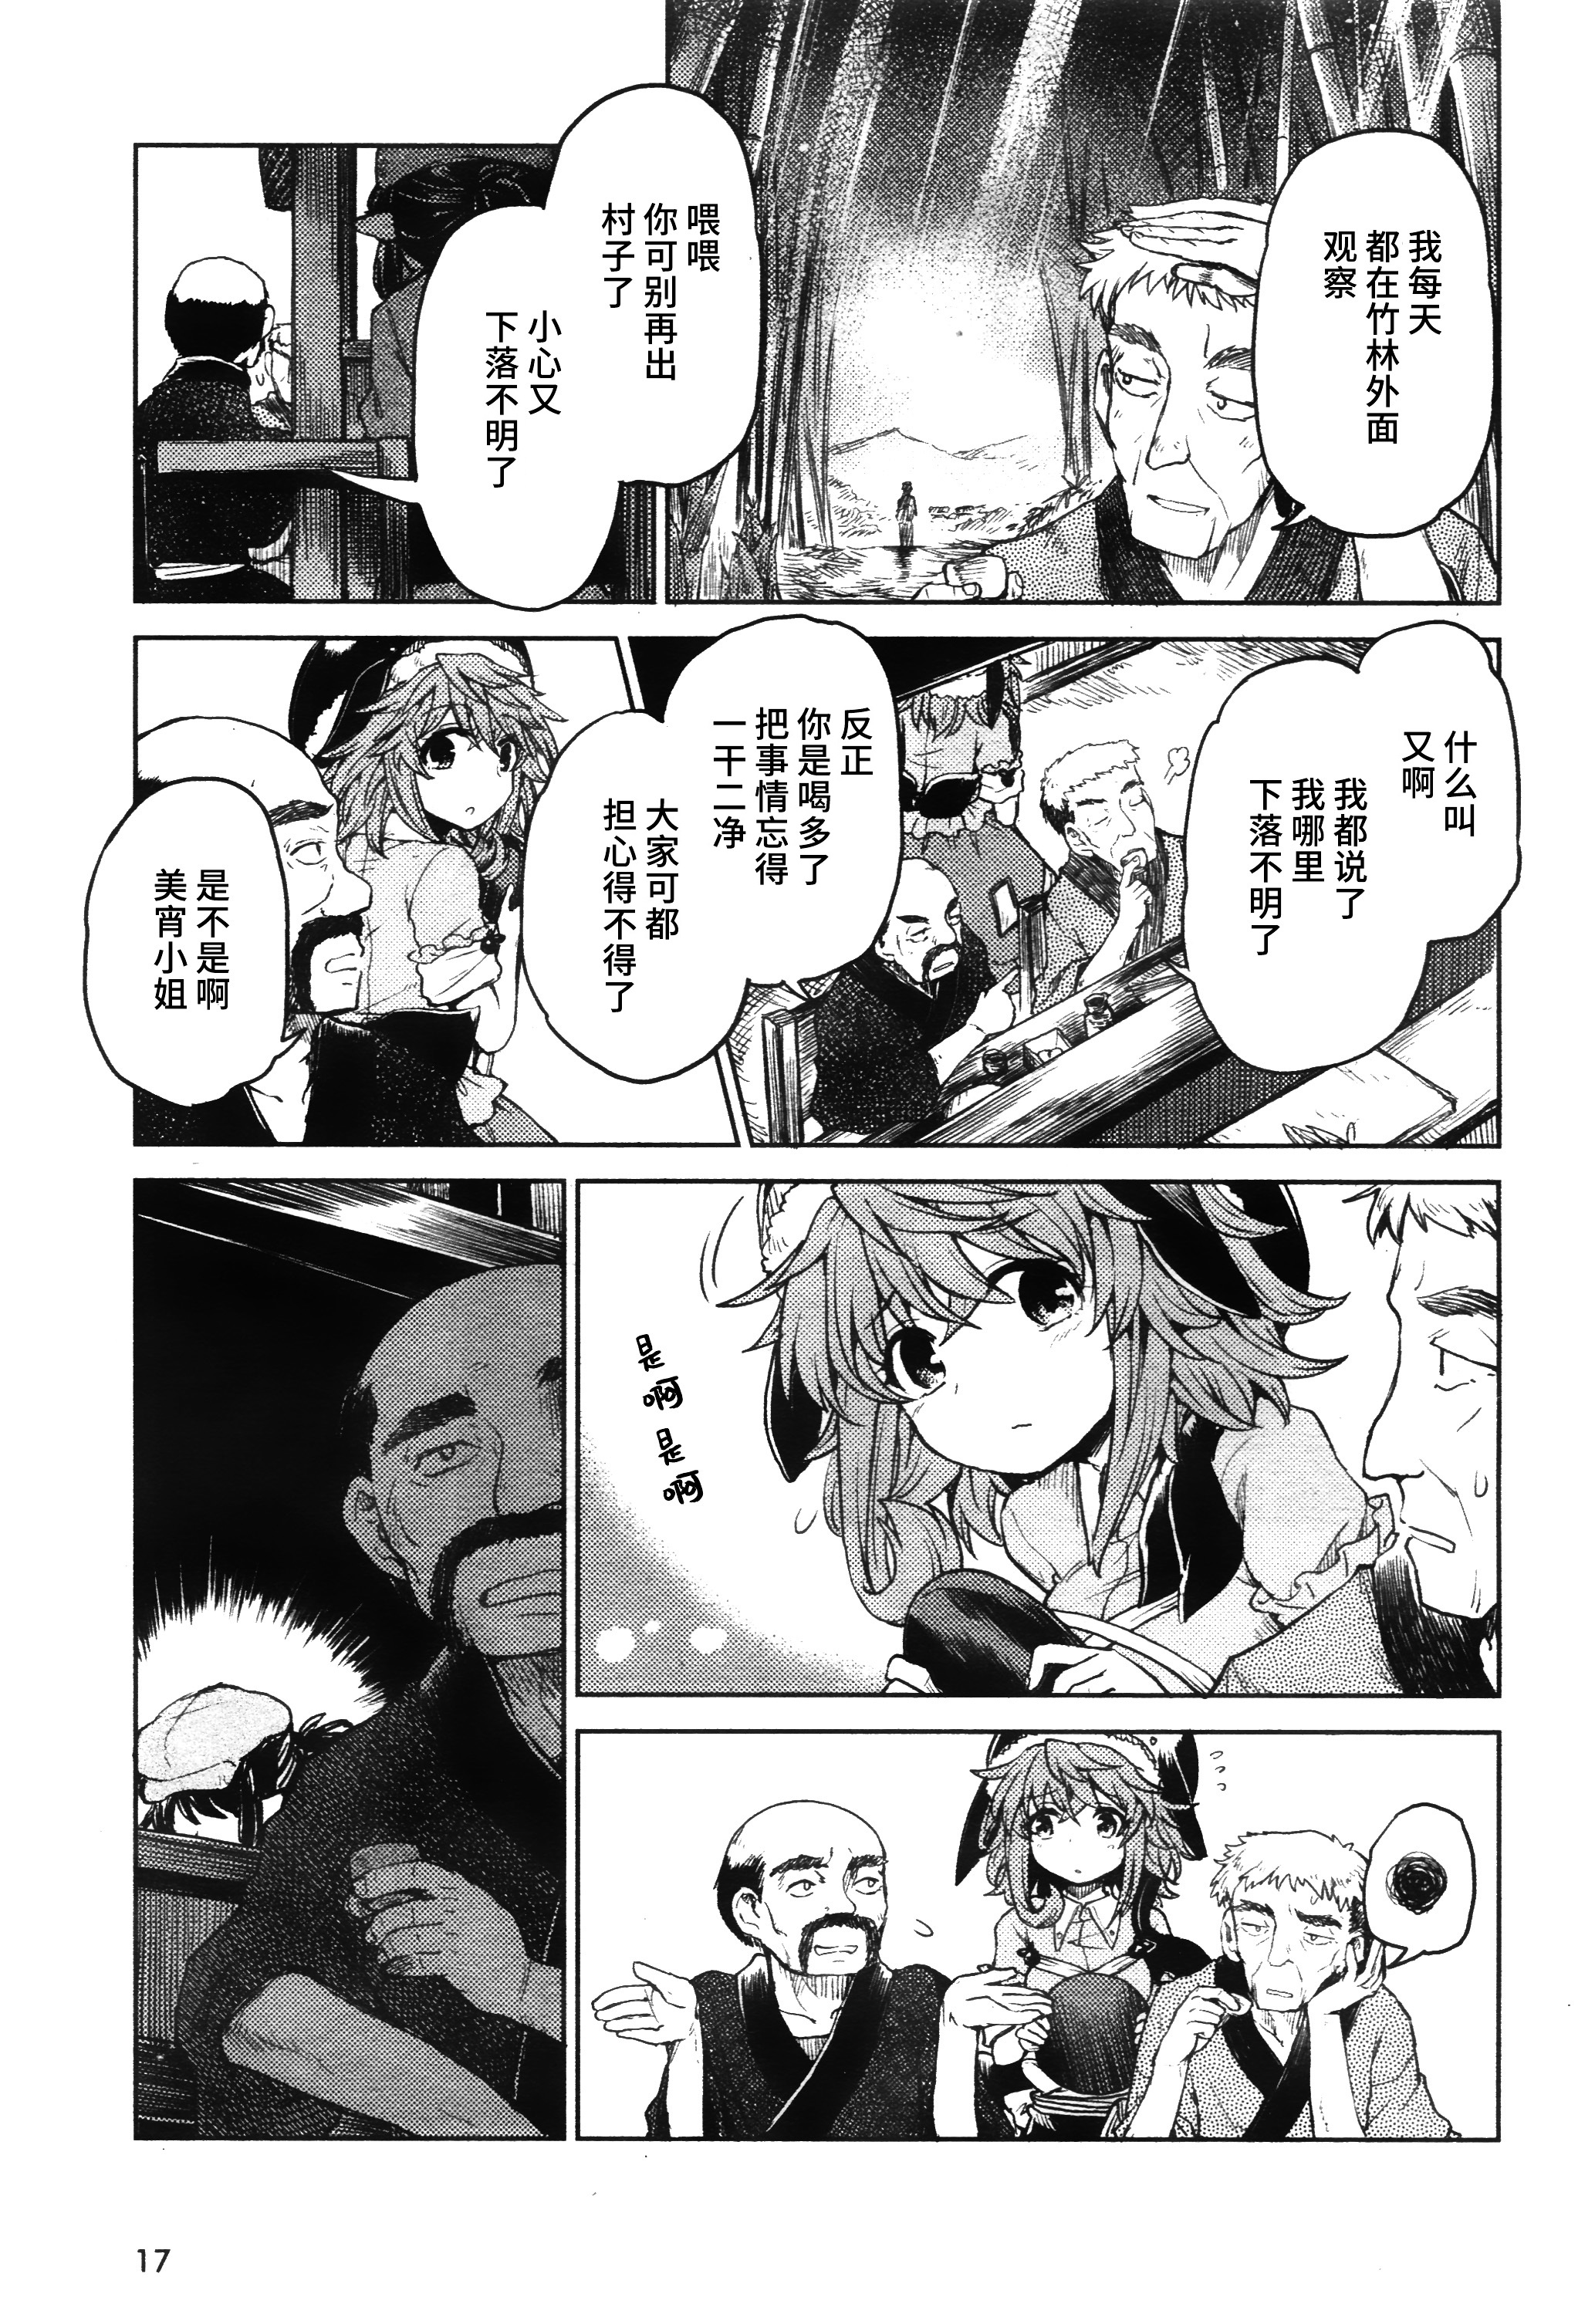 我每天
都在竹林外面
观察
喂喂
你可别再出
村子了
小心又
下落不明了
什么叫
又啊
我都说了
我哪里
下落不明了
反正
你是喝多了
把事情忘得
一干二净
大家可都
担心得不得了
是不是啊
美宵小姐
是啊是啊
17